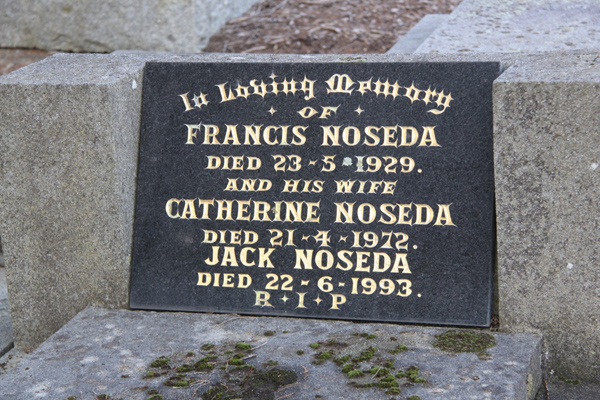 In Loving Memory
OF
FRANCIS NOSEDA
DIED 23-5-1929.
AND HIS WIFE
CATHERINE NOSEDA
DIED 21-4-1972.
JACK NOSEDA
DIED 22-6-1993.
R·I·P